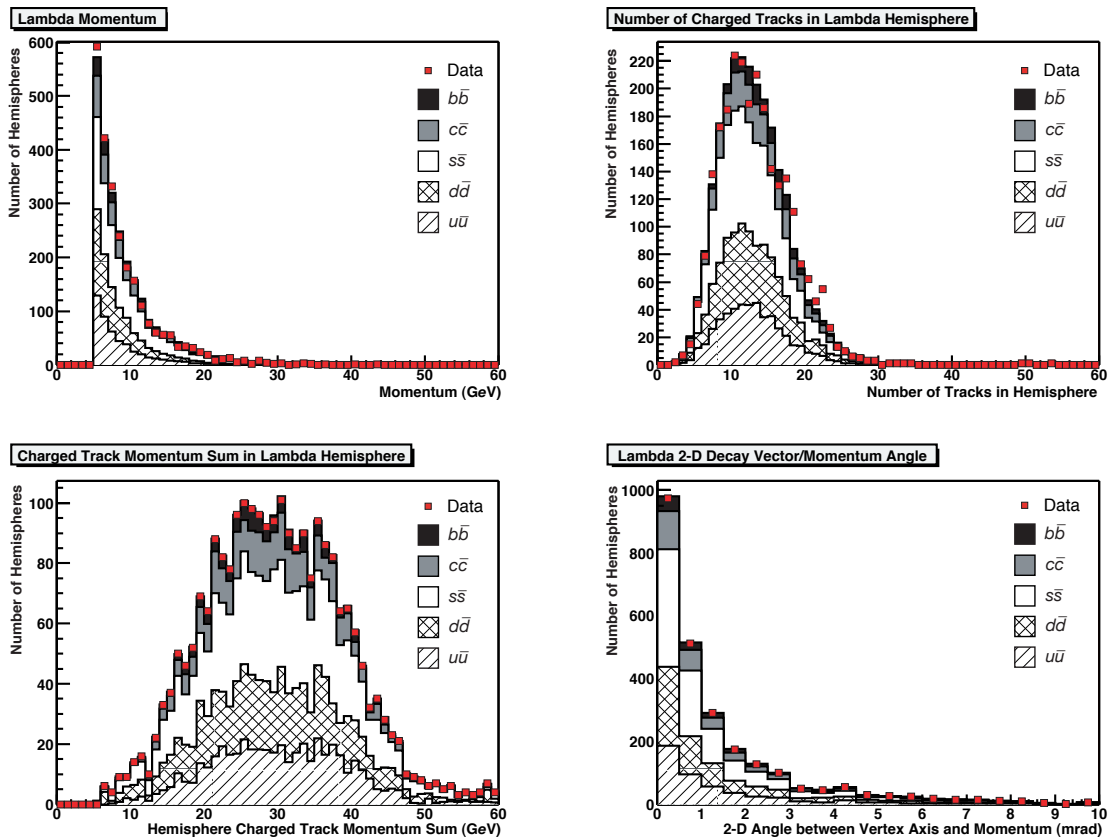 Lambda Momentum
Number of Hemispheres
600
500
400
300
200
100
0
0 10 20 30 40 50 60
Momentum (GeV)
Data
bb̅
cc̅
ss̅
dd̅
uu̅
Number of Charged Tracks in Lambda Hemisphere
Number of Hemispheres
220
200
180
160
140
120
100
80
60
40
20
0
0 10 20 30 40 50 60
Number of Tracks in Hemisphere
Data
bb̅
cc̅
ss̅
dd̅
uu̅
Charged Track Momentum Sum in Lambda Hemisphere
Number of Hemispheres
100
80
60
40
20
0
0 10 20 30 40 50 60
Hemisphere Charged Track Momentum Sum (GeV)
Data
bb̅
cc̅
ss̅
dd̅
uu̅
Lambda 2-D Decay Vector/Momentum Angle
Number of Hemispheres
1000
800
600
400
200
0
0 1 2 3 4 5 6 7 8 9 10
2-D Angle between Vertex Axis and Momentum (mrad)
Data
bb̅
cc̅
ss̅
dd̅
uu̅